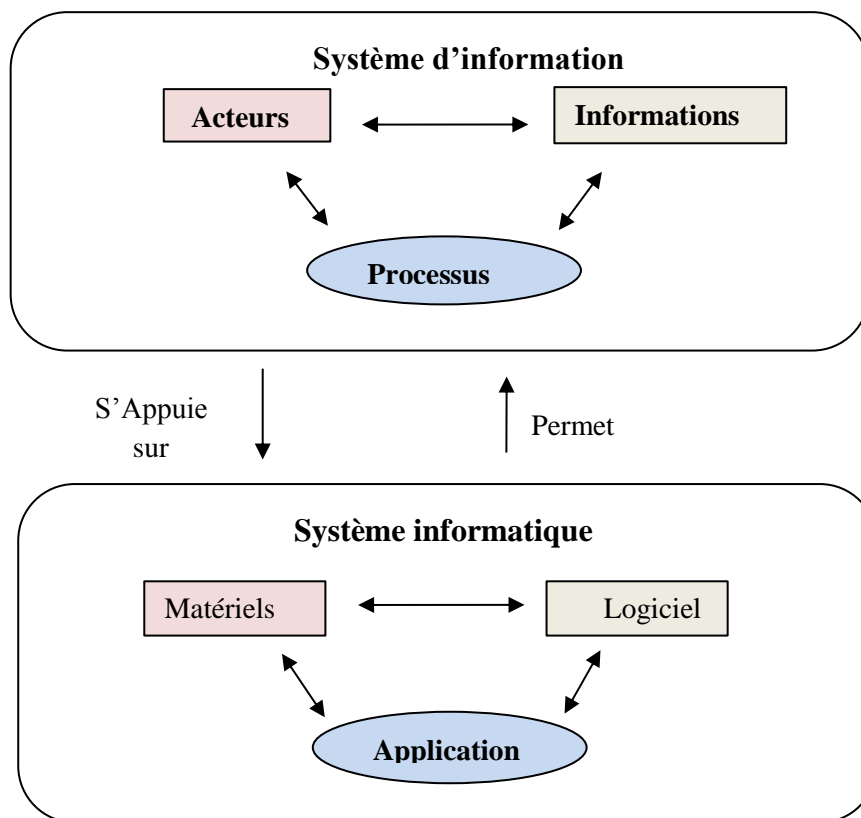 Système d’information
Acteurs
Informations
Processus
S’Appuie
sur
Permet
Système informatique
Matériels
Logiciel
Application